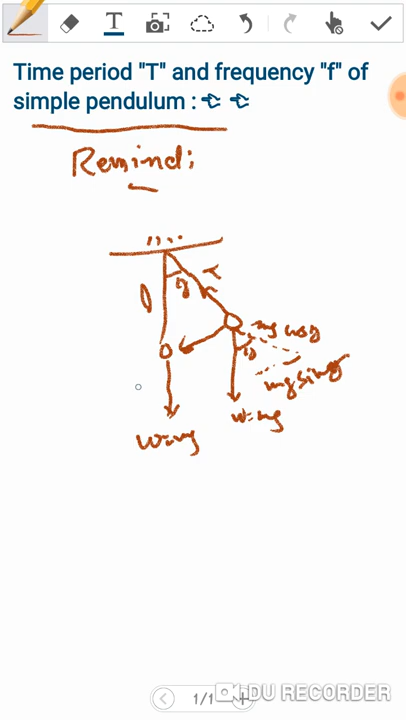 Time period "T" and frequency "f" of
simple pendulum :
Remind:
l
θ
T
mg cosθ
θ
mg sinθ
w=mg
w=mg
1/1
DU RECORDER